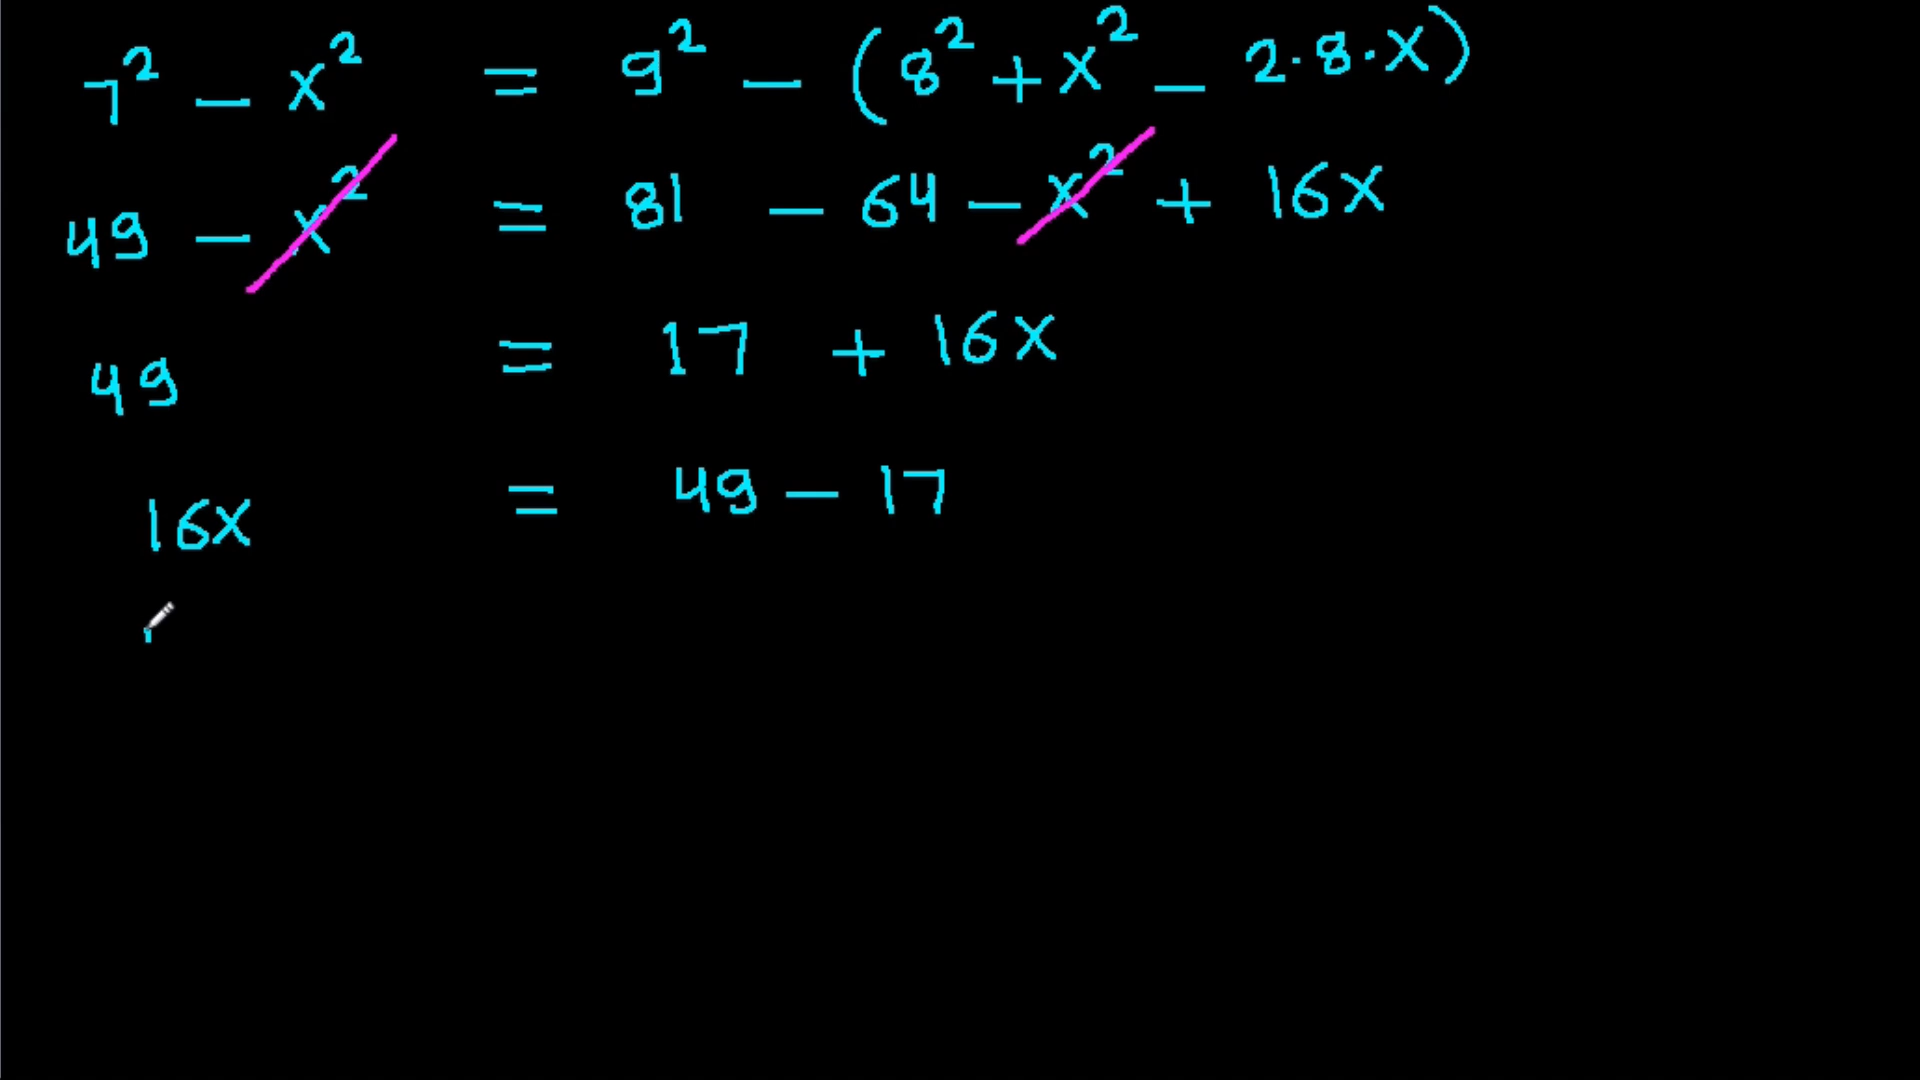 7² - x² = 9² - (8² + x² - 2·8·x)
49 - x² = 81 - 64 - x² + 16x
49 = 17 + 16x
16x = 49 - 17